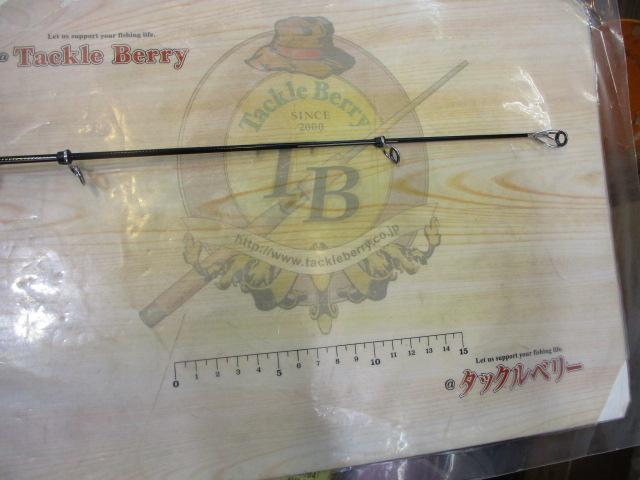 Let us support your fishing life.
@ Tackle Berry
Tackle Berry
SINCE
2000
TB
http://www.tackleberry.co.jp
0 1 2 3 4 5 6 7 8 9 10 11 12 13 14 15
Let us support your fishing life.
@ タックルベリー